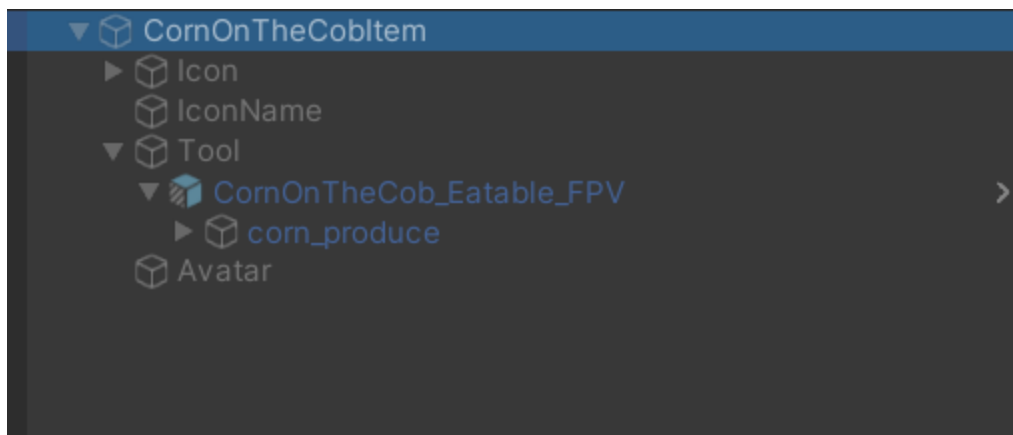 CornOnTheCobItem
Icon
IconName
Tool
CornOnTheCob_Eatable_FPV
corn_produce
Avatar